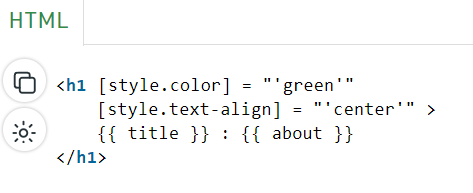 HTML
<h1 [style.color] = "'green'"
[style.text-align] = "'center'" >
{{ title }} : {{ about }}
</h1>